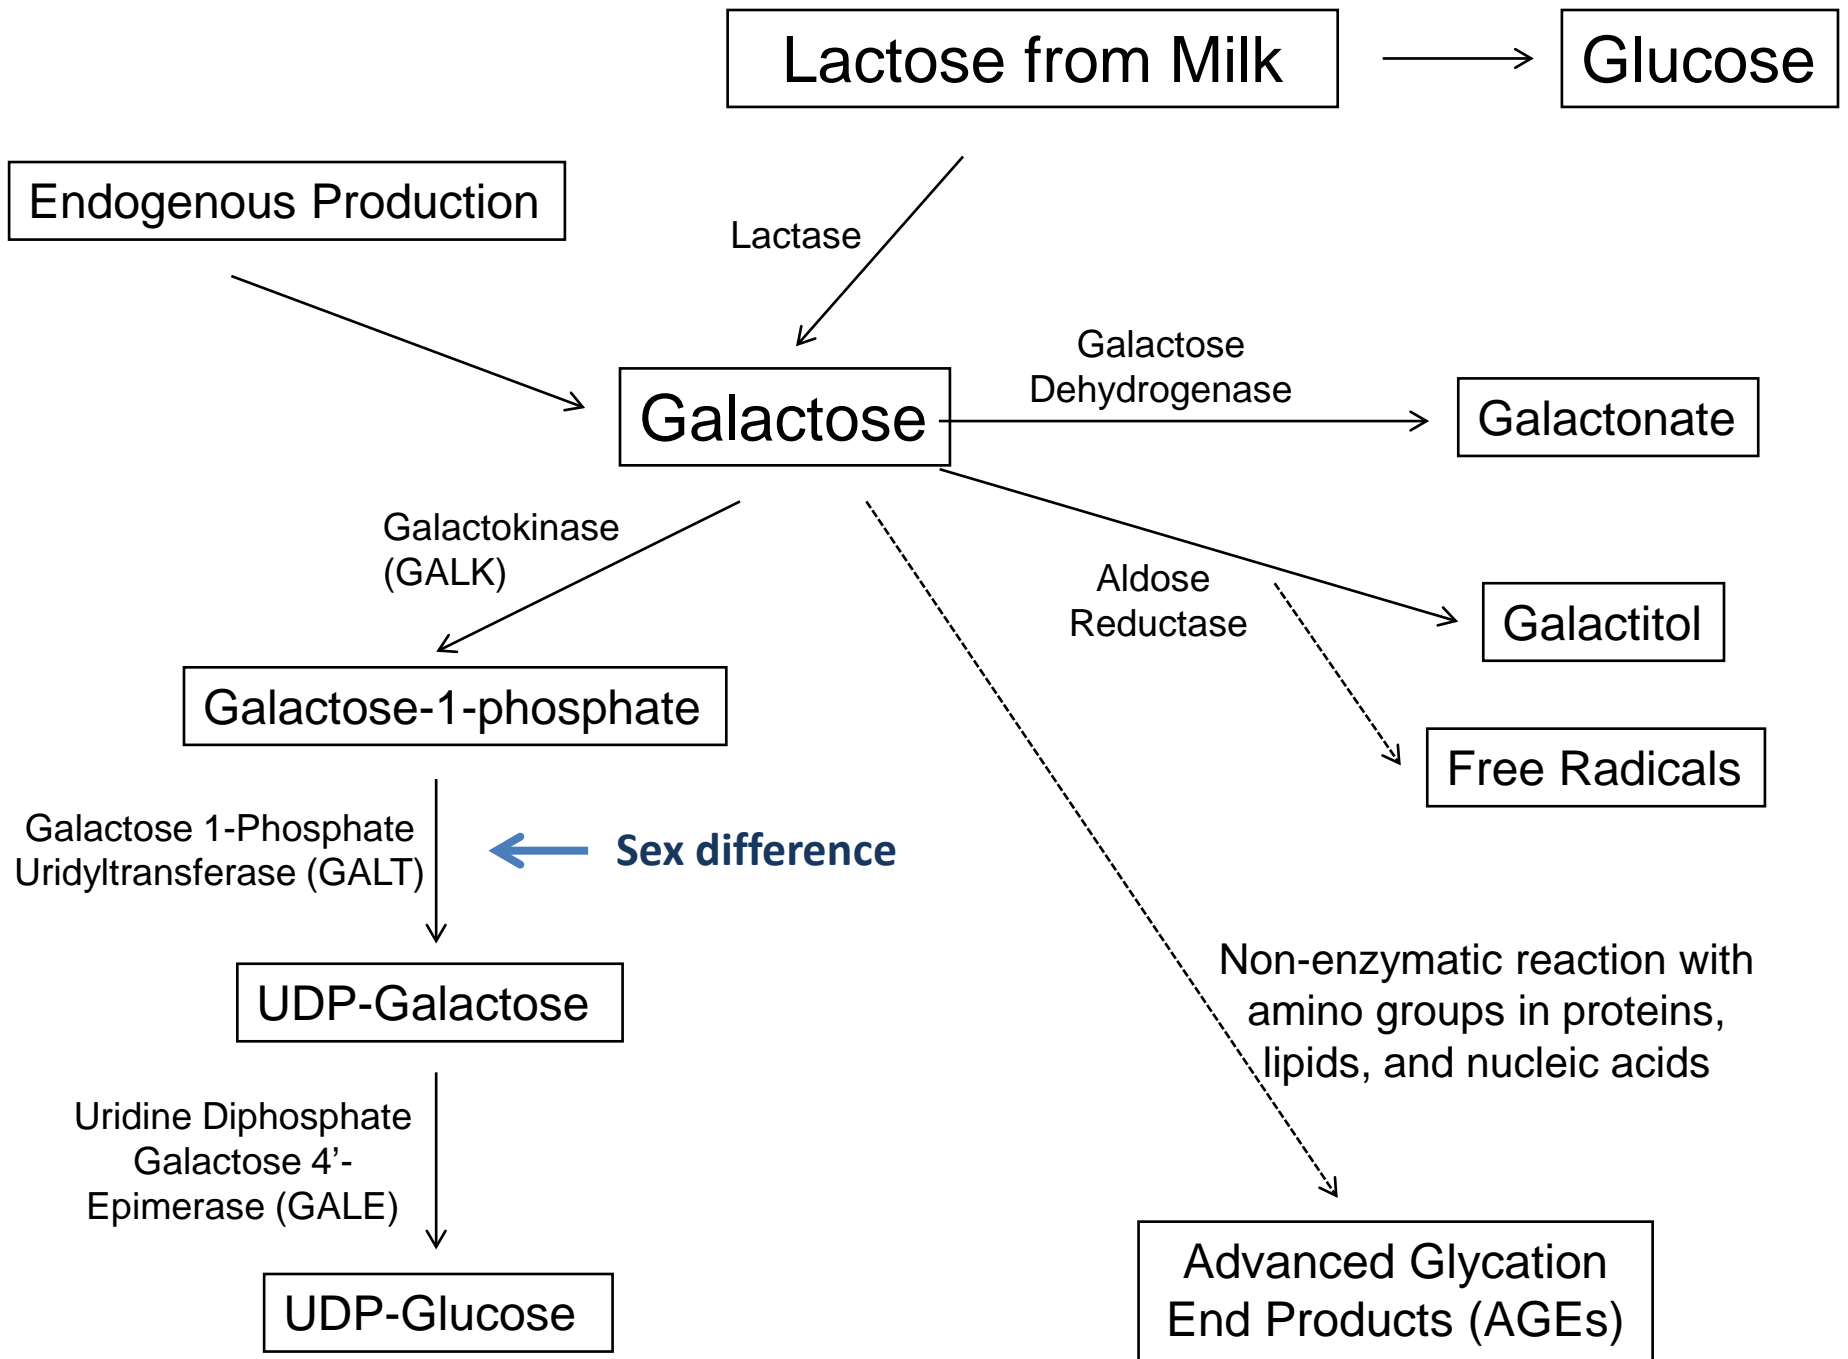 Lactose from Milk
Glucose
Endogenous Production
Lactase
Galactose
Dehydrogenase
Galactose
Galactonate
Galactokinase
(GALK)
Aldose
Reductase
Galactitol
Galactose-1-phosphate
Free Radicals
Galactose 1-Phosphate
Uridyltransferase (GALT)
Sex difference
Non-enzymatic reaction with
amino groups in proteins,
lipids, and nucleic acids
UDP-Galactose
Uridine Diphosphate
Galactose 4’-
Epimerase (GALE)
UDP-Glucose
Advanced Glycation
End Products (AGEs)